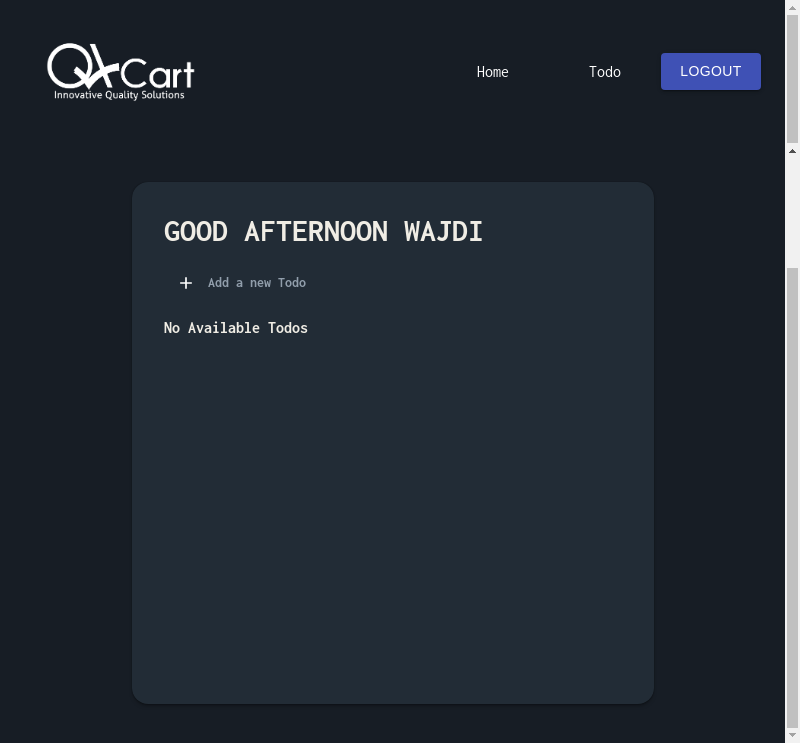 QACart
Innovative Quality Solutions
Home
Todo
LOGOUT
GOOD AFTERNOON WAJDI
+ Add a new Todo
No Available Todos